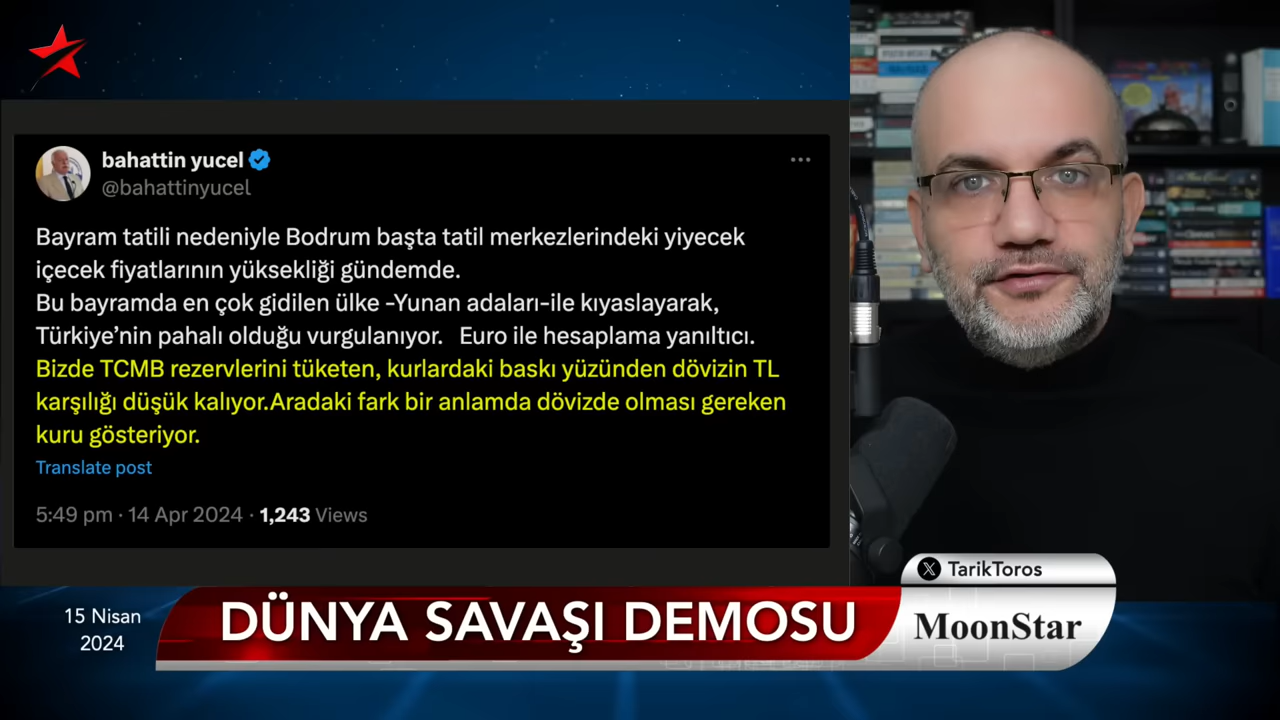 bahattin yucel
@bahattinyucel
Bayram tatili nedeniyle Bodrum başta tatil merkezlerindeki yiyecek
içecek fiyatlarının yüksekliği gündemde.
Bu bayramda en çok gidilen ülke -Yunan adaları-ile kıyaslayarak,
Türkiye’nin pahalı olduğu vurgulanıyor. Euro ile hesaplama yanıltıcı.
Bizde TCMB rezervlerini tüketen, kurlardaki baskı yüzünden dövizin TL
karşılığı düşük kalıyor.Aradaki fark bir anlamda dövizde olması gereken
kuru gösteriyor.
Translate post
5:49 pm · 14 Apr 2024 · 1,243 Views
TarikToros
MoonStar
15 Nisan
2024
DÜNYA SAVAŞI DEMOSU